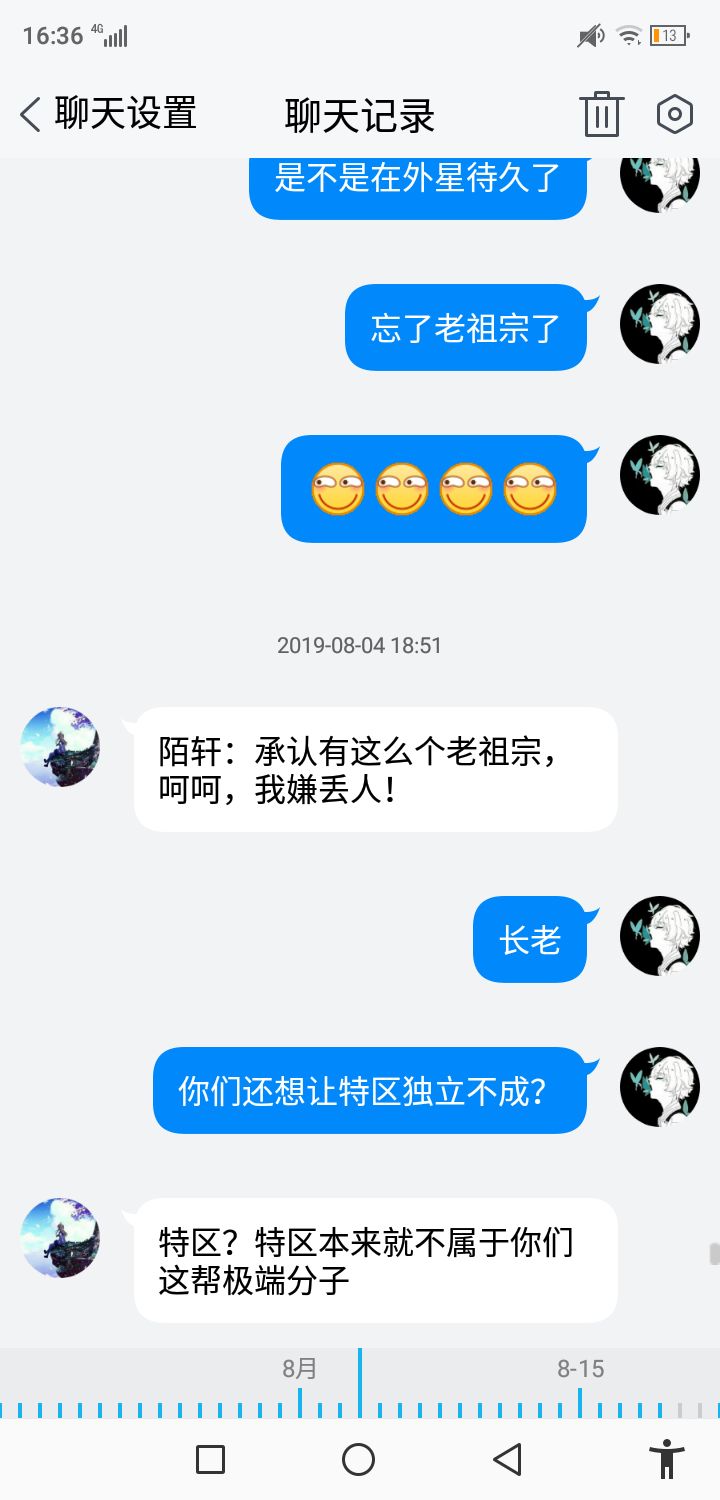 16:36 4G 13
聊天设置 聊天记录
是不是在外星待久了
忘了老祖宗了
2019-08-04 18:51
陌轩：承认有这么个老祖宗，
呵呵，我嫌丢人！
长老
你们还想让特区独立不成？
特区？特区本来就不属于你们
这帮极端分子
8月 8-15